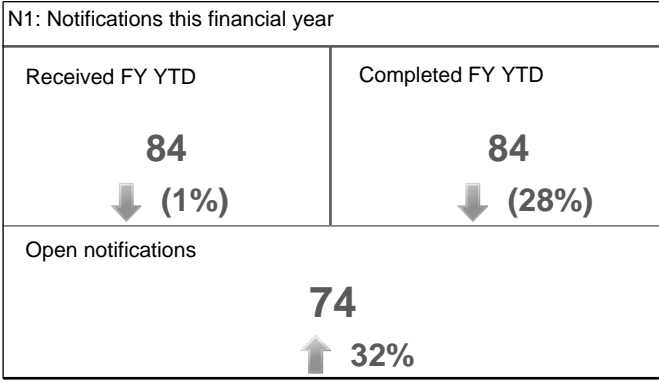 N1: Notifications this financial year
Received FY YTD
84
(1%)
Completed FY YTD
84
(28%)
Open notifications
74
32%